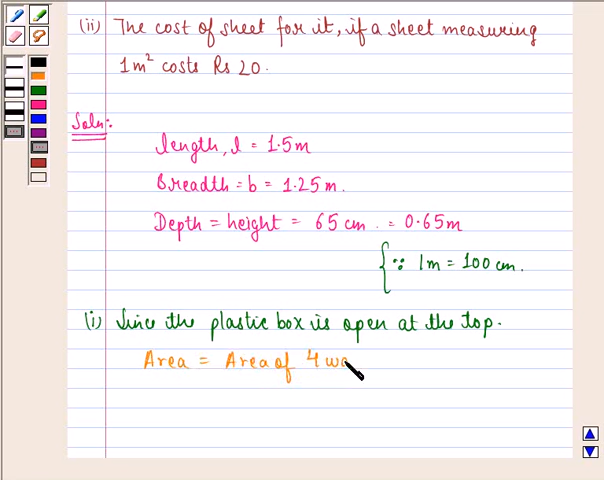 (ii) The cost of sheet for it, if a sheet measuring
1m² costs Rs 20.
Soln:
length, l = 1.5m
Breadth = b = 1.25m.
Depth = height = 65 cm. = 0.65m
{∵ 1m = 100 cm.
(i) Since the plastic box is open at the top.
Area = Area of 4 wa